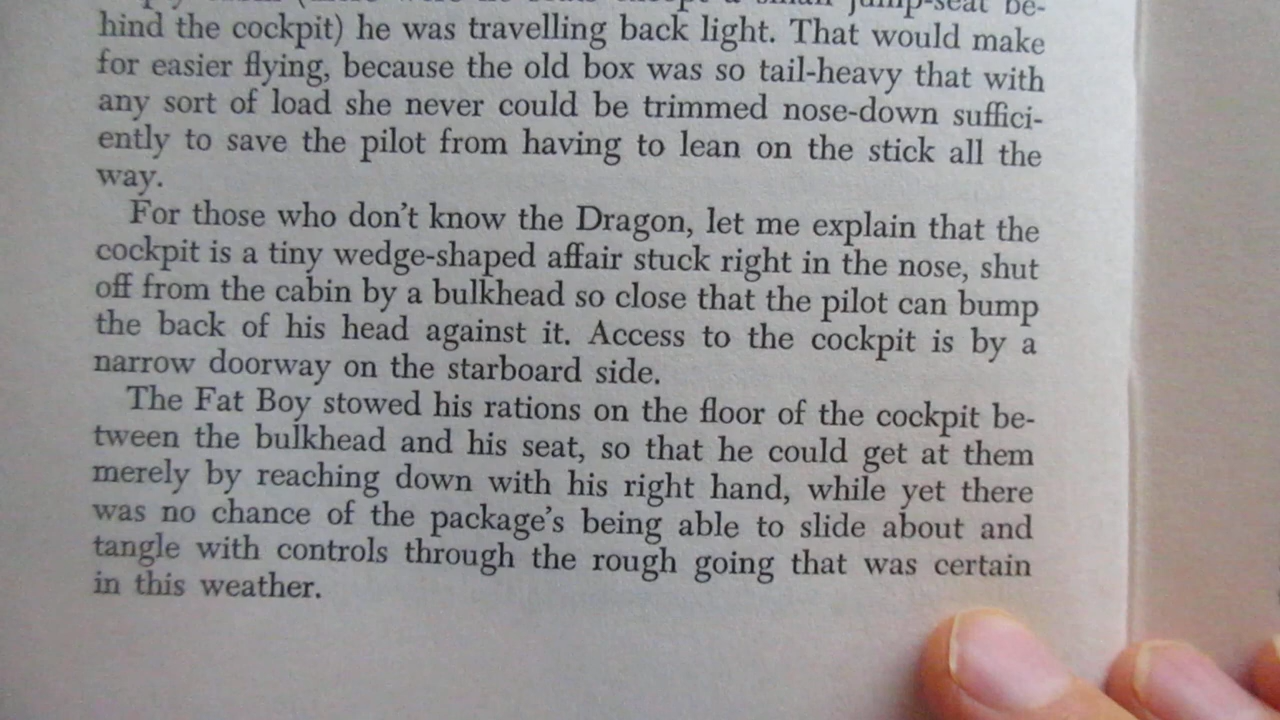 jump-seat be-
hind the cockpit) he was travelling back light. That would make
for easier flying, because the old box was so tail-heavy that with
any sort of load she never could be trimmed nose-down suffici-
ently to save the pilot from having to lean on the stick all the
way.
For those who don't know the Dragon, let me explain that the
cockpit is a tiny wedge-shaped affair stuck right in the nose, shut
off from the cabin by a bulkhead so close that the pilot can bump
the back of his head against it. Access to the cockpit is by a
narrow doorway on the starboard side.
The Fat Boy stowed his rations on the floor of the cockpit be-
tween the bulkhead and his seat, so that he could get at them
merely by reaching down with his right hand, while yet there
was no chance of the package's being able to slide about and
tangle with controls through the rough going that was certain
in this weather.